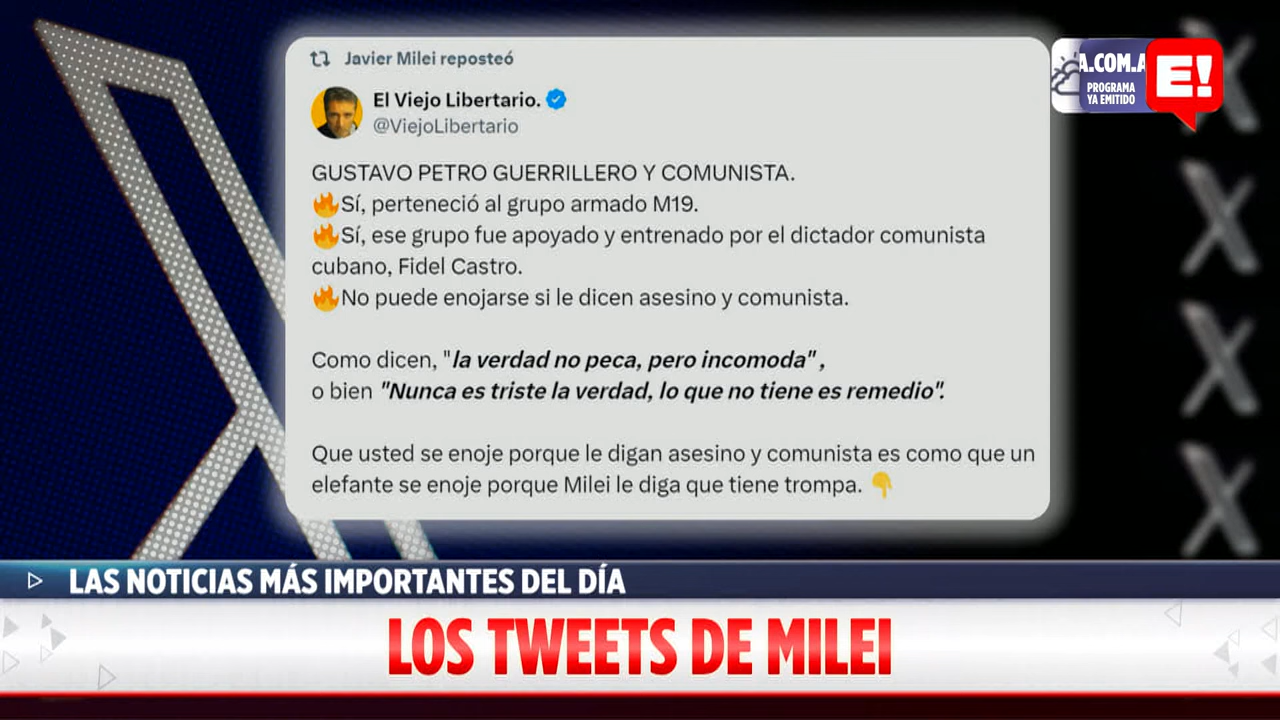 Javier Milei reposteó
El Viejo Libertario.
@ViejoLibertario
GUSTAVO PETRO GUERRILLERO Y COMUNISTA.
🔥Sí, perteneció al grupo armado M19.
🔥Sí, ese grupo fue apoyado y entrenado por el dictador comunista
cubano, Fidel Castro.
🔥No puede enojarse si le dicen asesino y comunista.
Como dicen, "la verdad no peca, pero incomoda" ,
o bien "Nunca es triste la verdad, lo que no tiene es remedio".
Que usted se enoje porque le digan asesino y comunista es como que un
elefante se enoje porque Milei le diga que tiene trompa. 👇
A.COM.A
PROGRAMA
YA EMITIDO
E!
LAS NOTICIAS MÁS IMPORTANTES DEL DÍA
LOS TWEETS DE MILEI